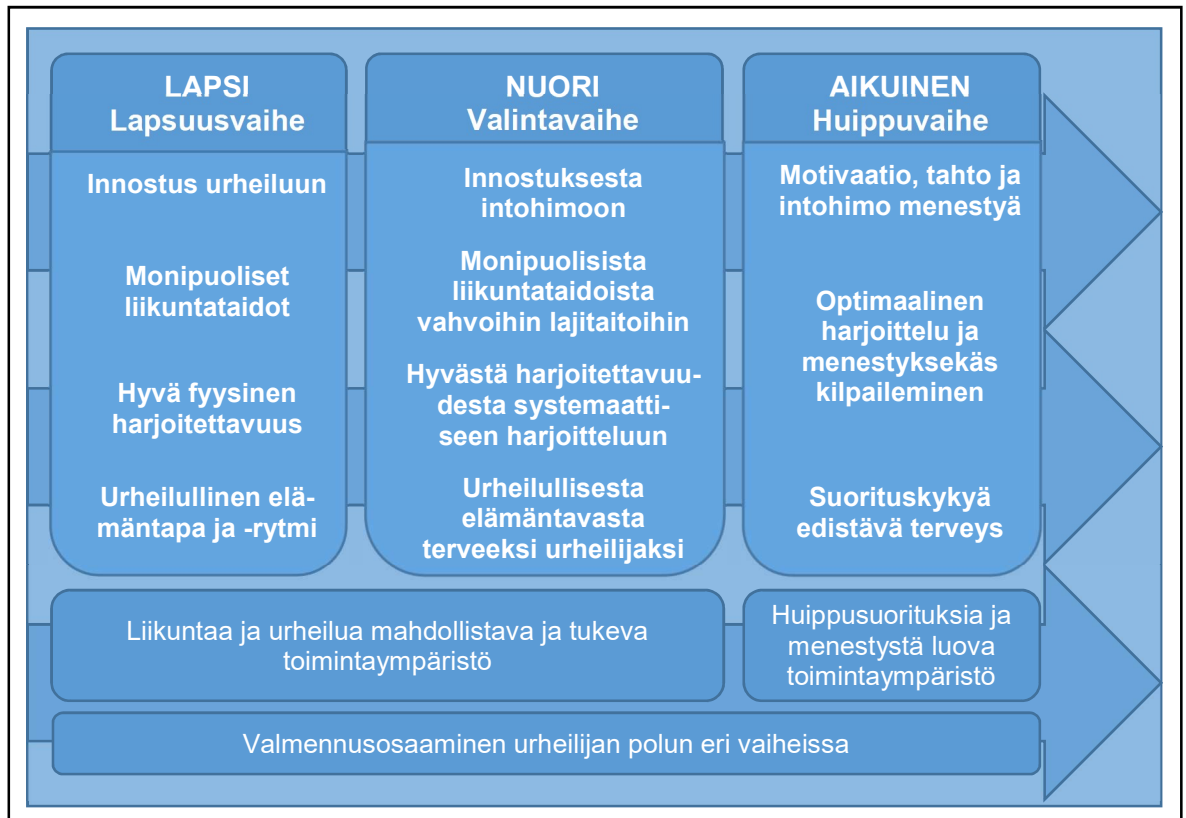 LAPSI
Lapsuusvaihe
Innostus urheiluun
Monipuoliset
liikuntataidot
Hyvä fyysinen
harjoitettavuus
Urheilullinen elä-
mäntapa ja -rytmi
NUORI
Valintavaihe
Innostuksesta
intohimoon
Monipuolisista
liikuntataidoista
vahvoihin lajitaitoihin
Hyvästä harjoitettavuu-
desta systemaatti-
seen harjoitteluun
Urheilullisesta
elämäntavasta
terveeksi urheilijaksi
AIKUINEN
Huippuvaihe
Motivaatio, tahto ja
intohimo menestyä
Optimaalinen
harjoittelu ja
menestyksekäs
kilpaileminen
Suorituskykyä
edistävä terveys
Liikuntaa ja urheilua mahdollistava ja tukeva
toimintaympäristö
Huippusuorituksia ja
menestystä luova
toimintaympäristö
Valmennusosaaminen urheilijan polun eri vaiheissa